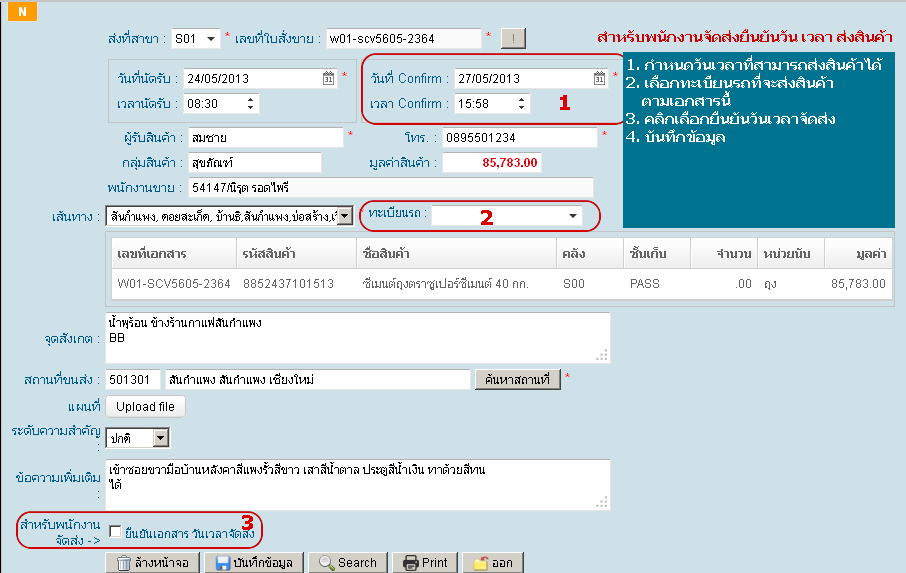 N
ส่งที่สาขา : S01 * เลขที่ใบสั่งขาย : w01-scv5605-2364 * !
สำหรับพนักงานจัดส่งยืนยันวัน เวลา ส่งสินค้า
วันที่นัดรับ : 24/05/2013 31 *
วันที่ Confirm : 27/05/2013 31 *
เวลานัดรับ : 08:30
เวลา Confirm : 15:58 1
1. กำหนดวันเวลาที่สามารถส่งสินค้าได้
2. เลือกทะเบียนรถที่จะส่งสินค้า
ตามเอกสารนี้
3. คลิกเลือกยืนยันวันเวลาจัดส่ง
4. บันทึกข้อมูล
ผู้รับสินค้า : สมชาย * โทร. : 0895501234 *
กลุ่มสินค้า : สุขภัณฑ์ มูลค่าสินค้า : 85,783.00
พนักงานขาย : 54147/นิรุต รอดไพรี
เส้นทาง : สันกำแพง, ดอยสะเก็ด, บ้านธิ,สันกำแพง,บ่อสร้าง, ทะเบียนรถ : 2
เลขที่เอกสาร รหัสสินค้า ชื่อสินค้า คลัง ชั้นเก็บ จำนวน หน่วยนับ มูลค่า
W01-SCV5605-2364 8852437101513 ซีเมนต์ถุงตราซูเปอร์ซีเมนต์ 40 กก. S00 PASS .00 ถุง 85,783.00
จุดสังเกต : น้ำพุร้อน ข้างร้านกาแฟสันกำแพง
BB
สถานที่ขนส่ง : 501301 สันกำแพง สันกำแพง เชียงใหม่ ค้นหาสถานที่ *
แผนที่ Upload file
ระดับความสำคัญ : ปกติ
ข้อความเพิ่มเติม : เข้าซอยขวามือบ้านหลังคาสีแพงรั้วสีขาว เสาสีน้ำตาล ประตูสีน้ำเงิน ทาด้วยสีทน
ได้
สำหรับพนักงาน
จัดส่ง -> ยืนยันเอกสาร วันเวลาจัดส่ง 3
ล้างหน้าจอ บันทึกข้อมูล Search Print ออก